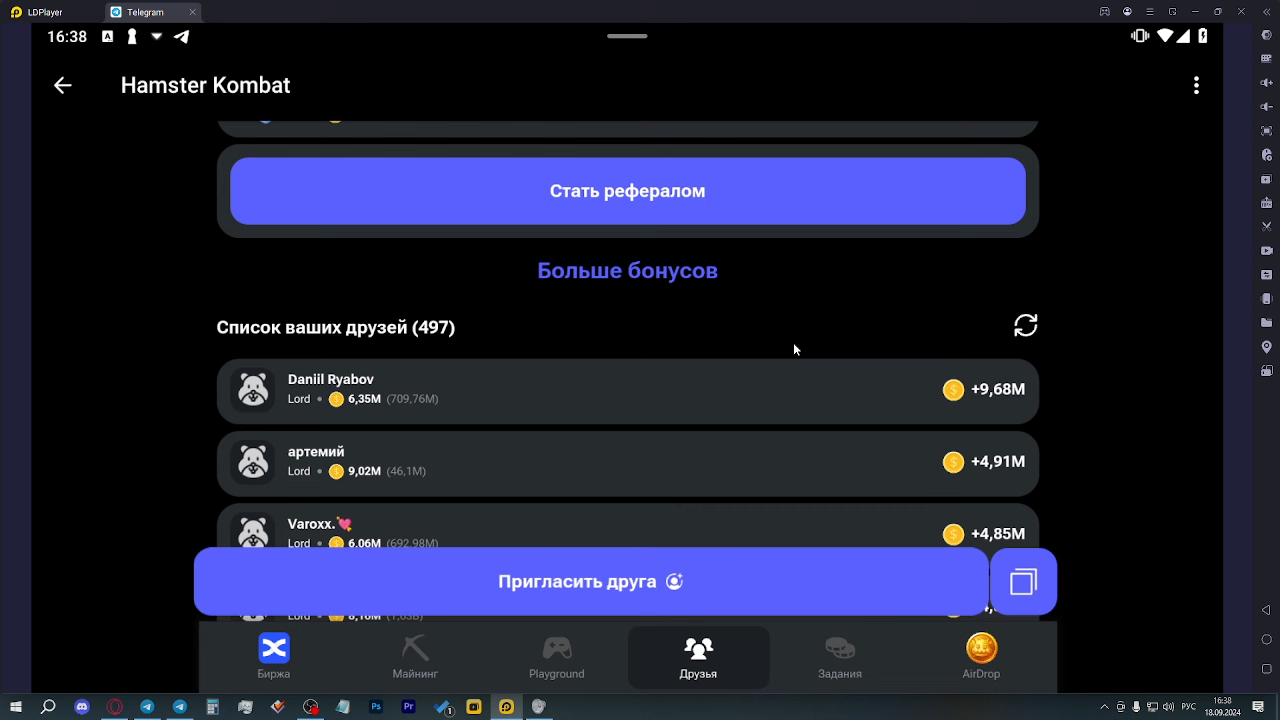 LDPlayer
Telegram
16:38
Hamster Kombat
Стать рефералом
Больше бонусов
Список ваших друзей (497)
Daniil Ryabov
Lord • 6,35M (709,76M)
+9,68M
артемий
Lord • 9,02M (46,1M)
+4,91M
Varoxx.💘
Lord • 6,06M (692,98M)
+4,85M
Пригласить друга
Биржа
Майнинг
Playground
Друзья
Задания
AirDrop
РУС
16:38
18.09.2024